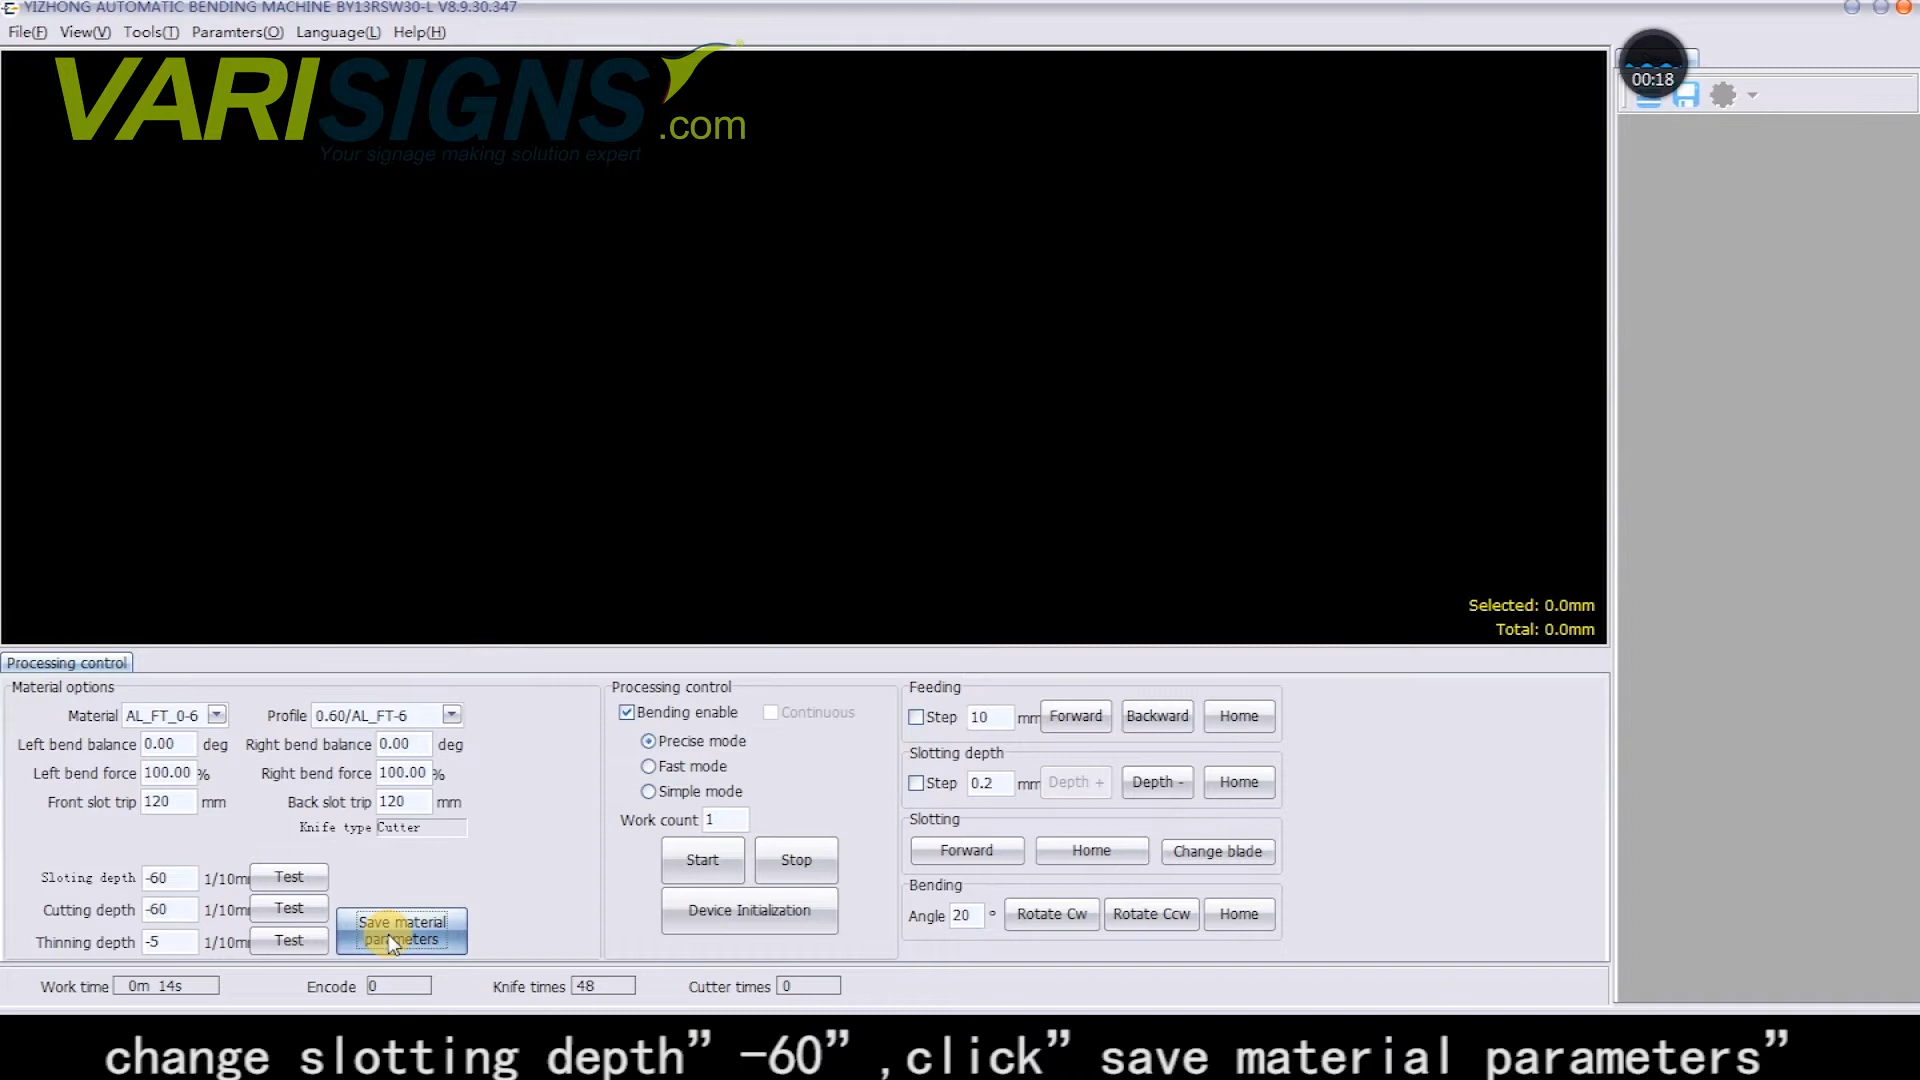 YIZHONG AUTOMATIC BENDING MACHINE BY13RSW30-L V8.9.30.347
File(F) View(V) Tools(T) Paramters(O) Language(L) Help(H)
VARISIGNS.com
Your signage making solution expert
00:18
Selected: 0.0mm
Total: 0.0mm
Processing control
Material options
Material AL_FT_0-6 Profile 0.60/AL_FT-6
Left bend balance 0.00 deg Right bend balance 0.00 deg
Left bend force 100.00 % Right bend force 100.00 %
Front slot trip 120 mm Back slot trip 120 mm
Knife type Cutter
Sloting depth -60 1/10m Test
Cutting depth -60 1/10m Test
Thinning depth -5 1/10m Test
Save material
parameters
Processing control
Bending enable Continuous
Precise mode
Fast mode
Simple mode
Work count 1
Start Stop
Device Initialization
Feeding
Step 10 mm Forward Backward Home
Slotting depth
Step 0.2 mm Depth + Depth - Home
Slotting
Forward Home Change blade
Bending
Angle 20 ° Rotate Cw Rotate Ccw Home
Work time 0m 14s Encode 0 Knife times 48 Cutter times 0
change slotting depth” -60” ,click” save material parameters”